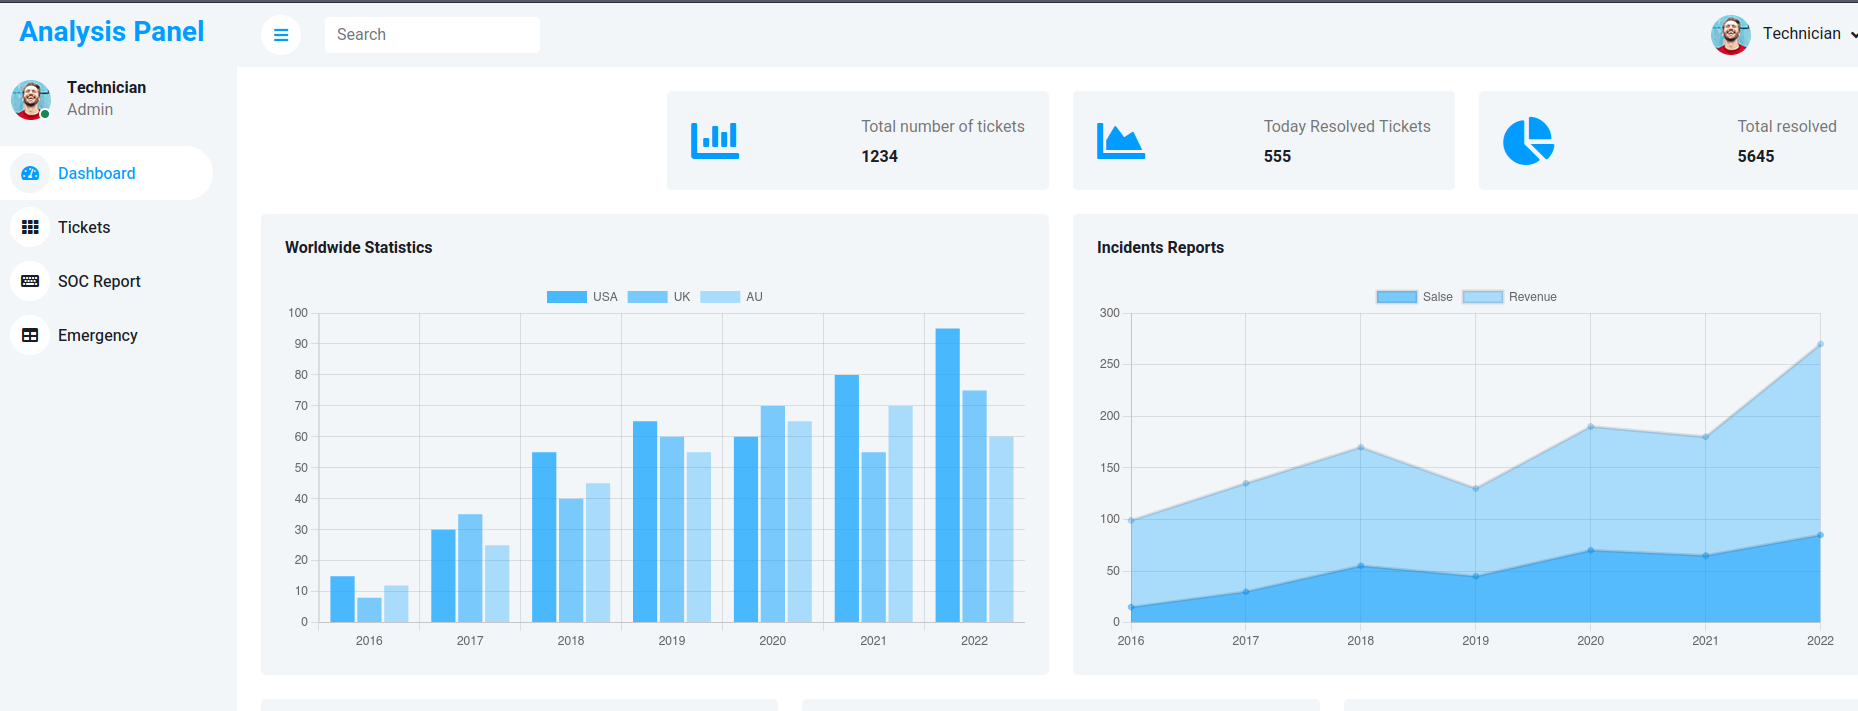 Analysis Panel
Search
Technician
Technician
Admin
Dashboard
Tickets
SOC Report
Emergency
Total number of tickets
1234
Today Resolved Tickets
555
Total resolved
5645
Worldwide Statistics
USA UK AU
100
90
80
70
60
50
40
30
20
10
0
2016 2017 2018 2019 2020 2021 2022
Incidents Reports
Salse Revenue
300
250
200
150
100
50
0
2016 2017 2018 2019 2020 2021 2022